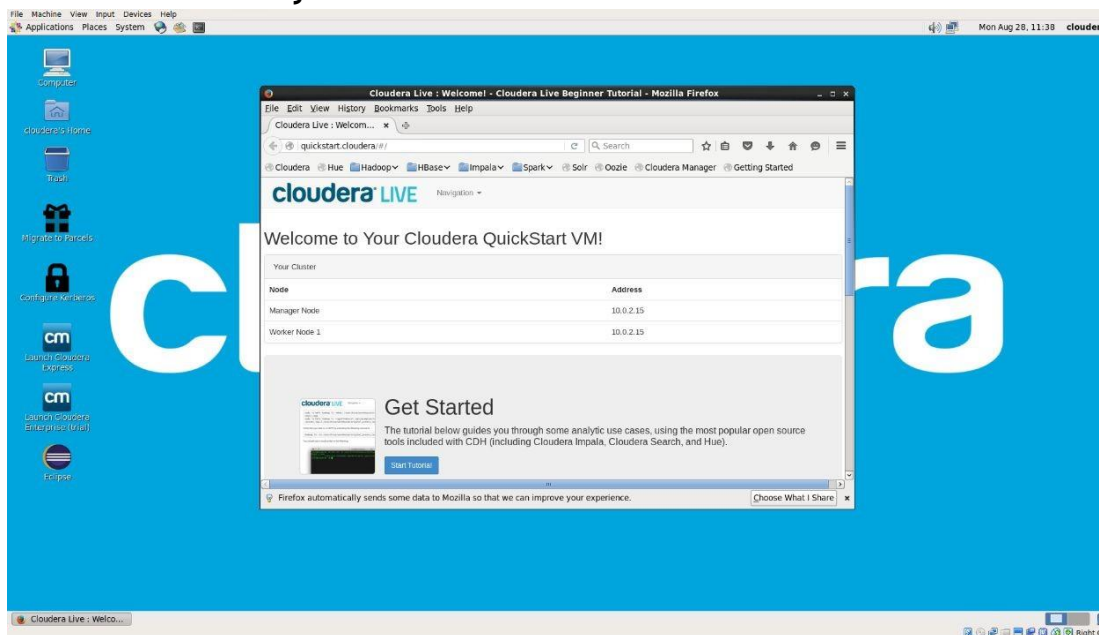 File Machine View Input Devices Help
Applications Places System
Mon Aug 28, 11:38 cloudera
Computer
cloudera's Home
Trash
Migrate to Parcels
Configure Kerberos
Launch Cloudera
Express
Launch Cloudera
Enterprise (trial)
Eclipse
Cloudera Live : Welcome! - Cloudera Live Beginner Tutorial - Mozilla Firefox
File Edit View History Bookmarks Tools Help
Cloudera Live : Welcom...
quickstart.cloudera/#/
Search
Cloudera Hue Hadoop HBase Impala Spark Solr Oozie Cloudera Manager Getting Started
cloudera LIVE Navigation
Welcome to Your Cloudera QuickStart VM!
Your Cluster
Node Address
Manager Node 10.0.2.15
Worker Node 1 10.0.2.15
Get Started
The tutorial below guides you through some analytic use cases, using the most popular open source
tools included with CDH (including Cloudera Impala, Cloudera Search, and Hue).
Start Tutorial
Firefox automatically sends some data to Mozilla so that we can improve your experience. Choose What I Share
Cloudera Live : Welco...
Right